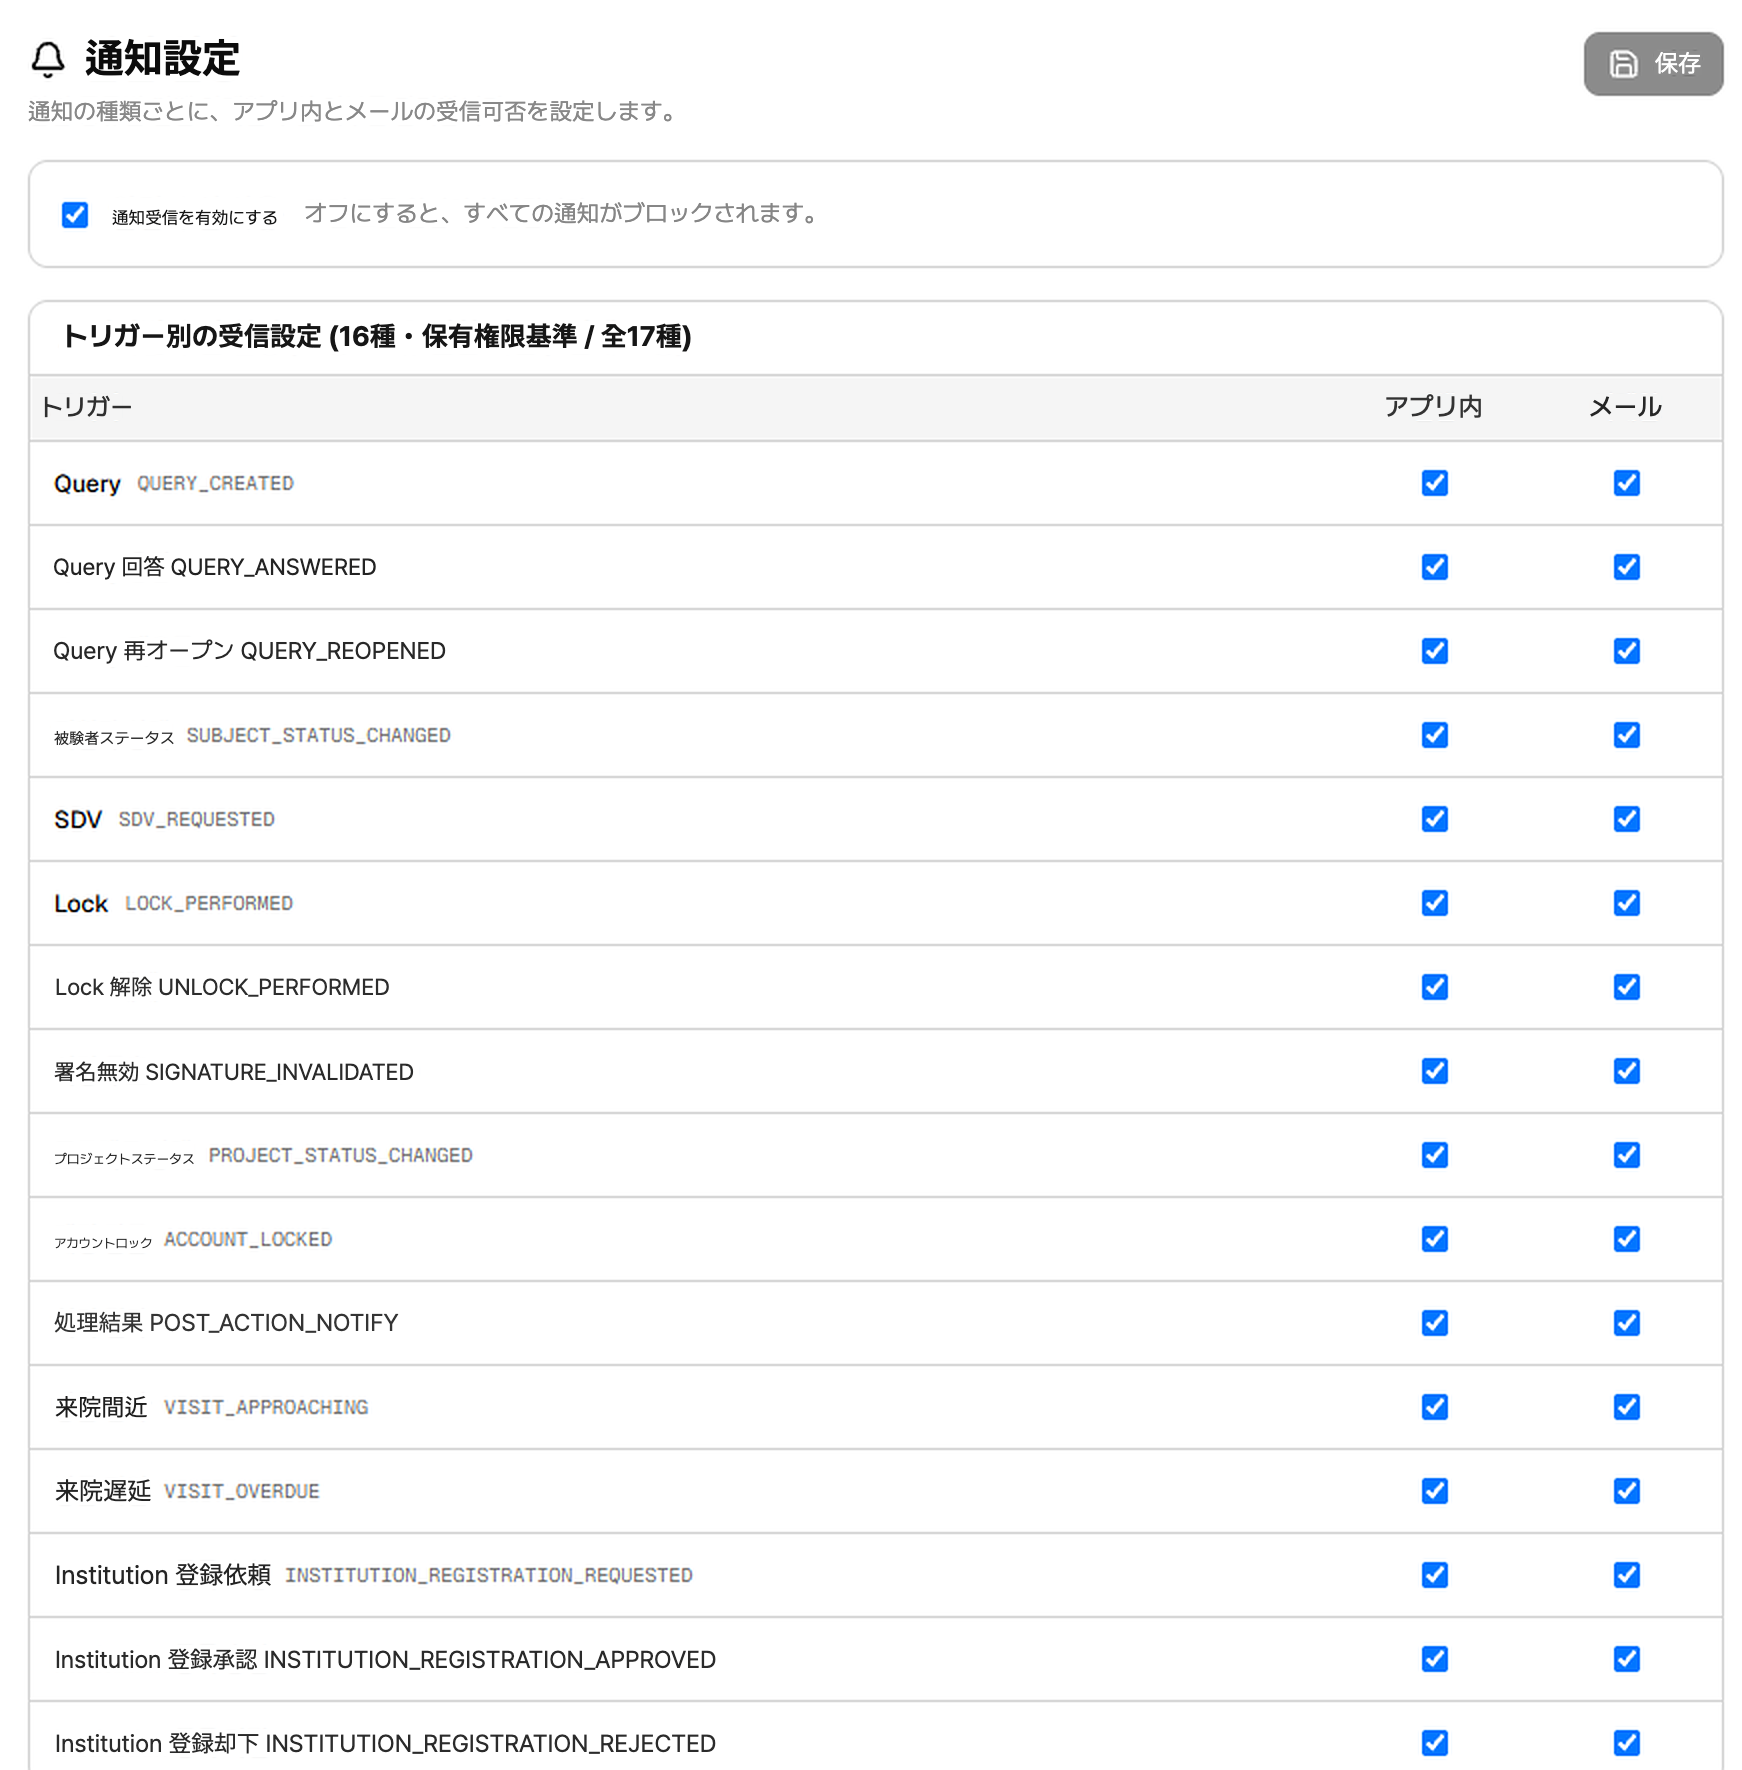 通知設定
保存
通知の種類ごとに、アプリ内とメールの受信可否を設定します。
通知受信を有効にする オフにすると、すべての通知がブロックされます。
トリガー別の受信設定 (16種・保有権限基準 / 全17種)
トリガー アプリ内 メール
Query QUERY_CREATED
Query 回答 QUERY_ANSWERED
Query 再オープン QUERY_REOPENED
被験者ステータス SUBJECT_STATUS_CHANGED
SDV SDV_REQUESTED
Lock LOCK_PERFORMED
Lock 解除 UNLOCK_PERFORMED
署名無効 SIGNATURE_INVALIDATED
プロジェクトステータス PROJECT_STATUS_CHANGED
アカウントロック ACCOUNT_LOCKED
処理結果 POST_ACTION_NOTIFY
来院間近 VISIT_APPROACHING
来院遅延 VISIT_OVERDUE
Institution 登録依頼 INSTITUTION_REGISTRATION_REQUESTED
Institution 登録承認 INSTITUTION_REGISTRATION_APPROVED
Institution 登録却下 INSTITUTION_REGISTRATION_REJECTED